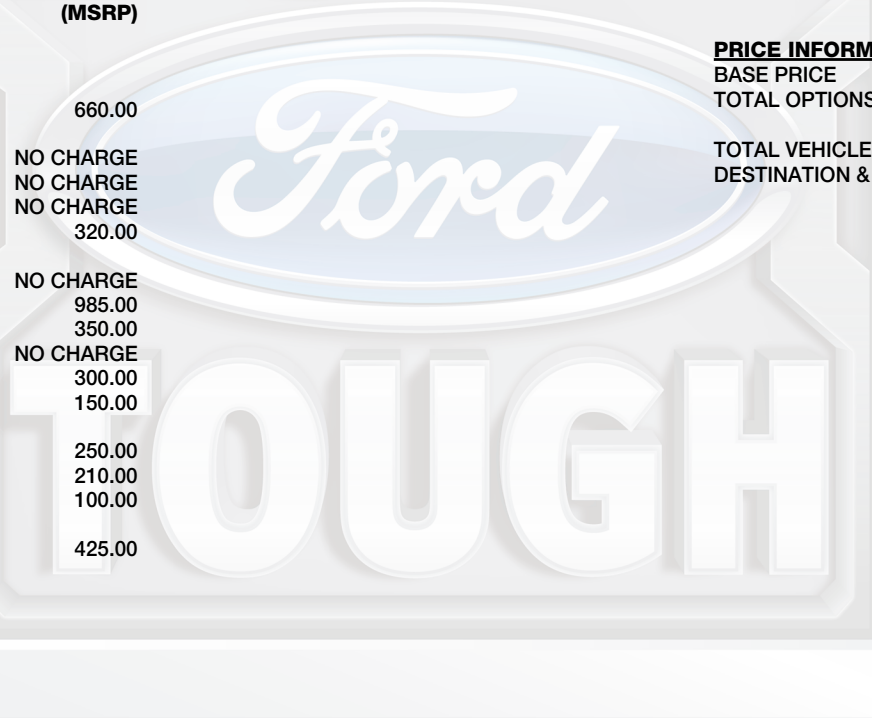 (MSRP)
660.00
NO CHARGE
NO CHARGE
NO CHARGE
320.00
NO CHARGE
985.00
350.00
NO CHARGE
300.00
150.00
250.00
210.00
100.00
425.00
PRICE INFORM
BASE PRICE
TOTAL OPTIONS
TOTAL VEHICLE
DESTINATION &
Ford
TOUGH